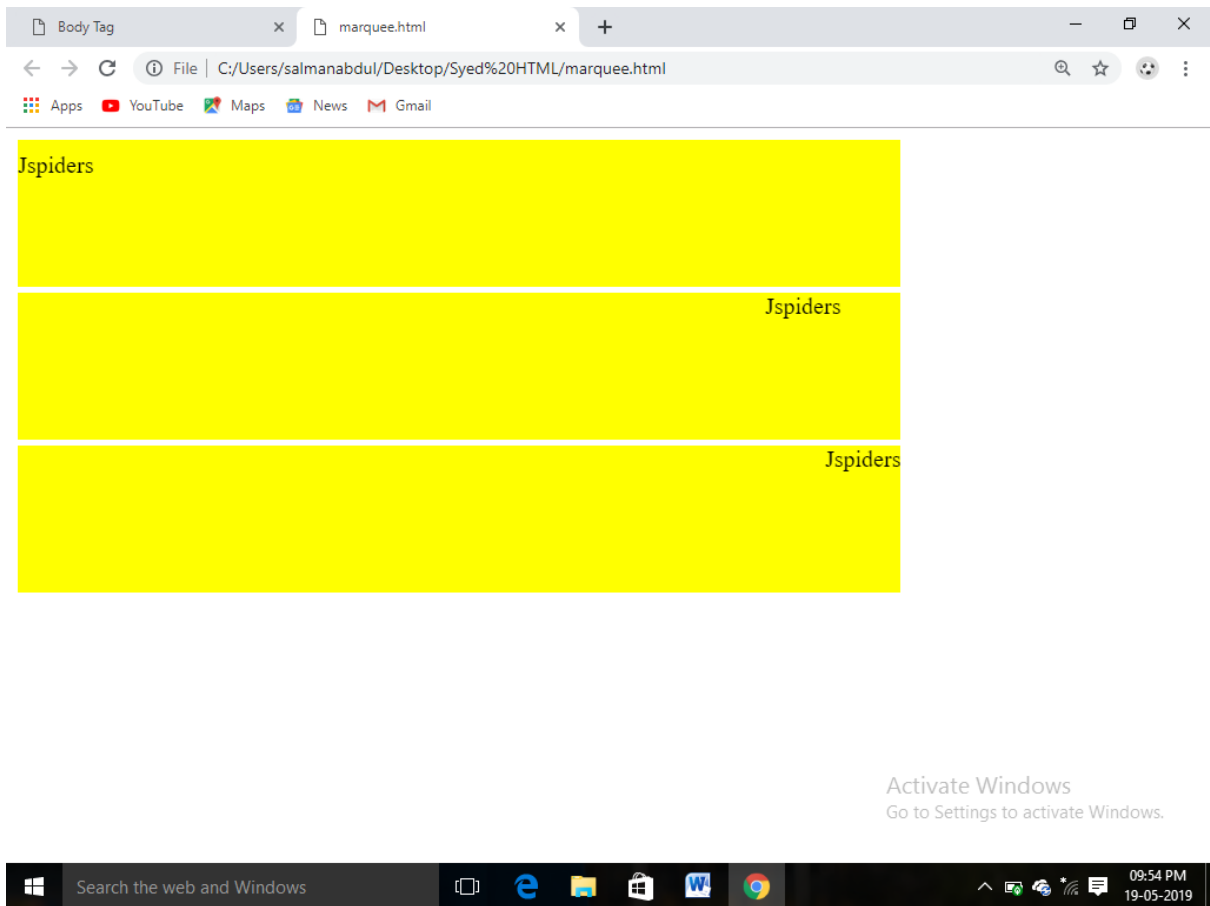 Body Tag
marquee.html
File | C:/Users/salmanabdul/Desktop/Syed%20HTML/marquee.html
Apps YouTube Maps News Gmail
Jspiders
Jspiders
Jspiders
Activate Windows
Go to Settings to activate Windows.
Search the web and Windows
09:54 PM
19-05-2019